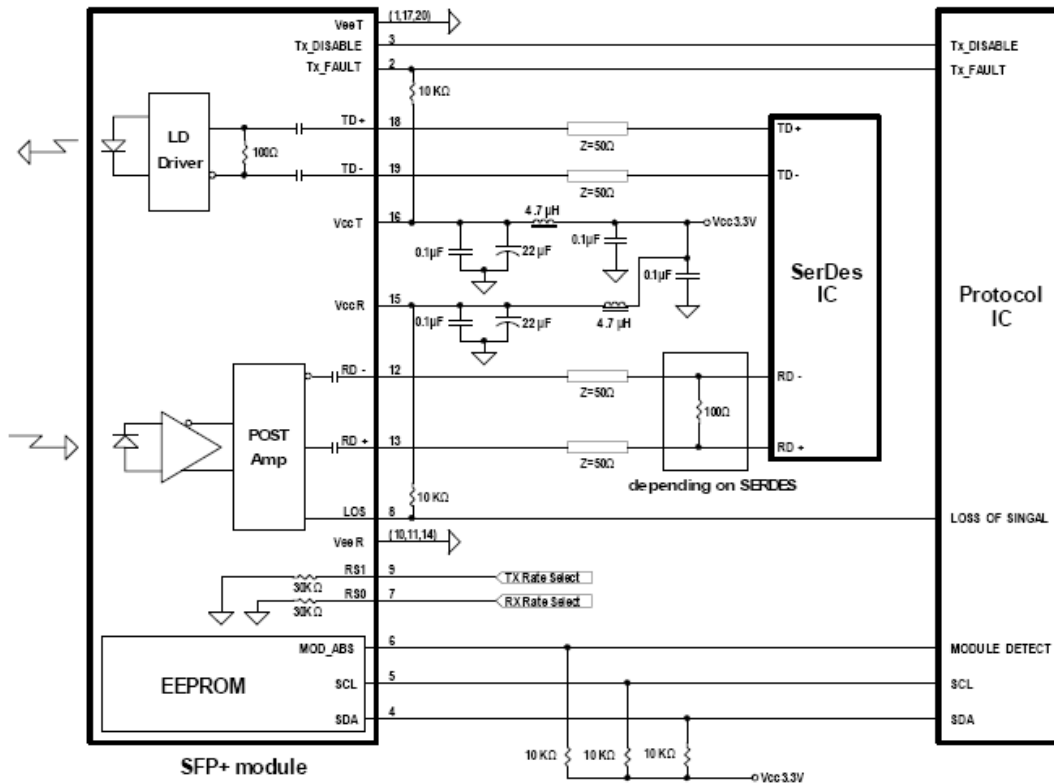 VeeT (1,17,20)
Tx_DISABLE 3 Tx_DISABLE
Tx_FAULT 2 Tx_FAULT
10 KΩ
LD
Driver
100Ω
TD+ 18 Z=50Ω TD+
TD- 19 Z=50Ω TD-
VccT 16 4.7 µH Vcc3.3V
0.1µF 22 µF 0.1µF 0.1µF
VccR 15 4.7 µH
0.1µF 22 µF
SerDes
IC
Protocol
IC
RD - 12 Z=50Ω RD -
100Ω
POST
Amp
RD + 13 Z=50Ω RD +
depending on SERDES
10 KΩ
LOS 8 LOSS OF SINGAL
VeeR (10,11,14)
RS1 9 TX Rate Select
30KΩ
RS0 7 RX Rate Select
30KΩ
MOD_ABS 6 MODULE DETECT
EEPROM
SCL 5 SCL
SDA 4 SDA
10 KΩ 10 KΩ 10 KΩ
Vcc3.3V
SFP+ module